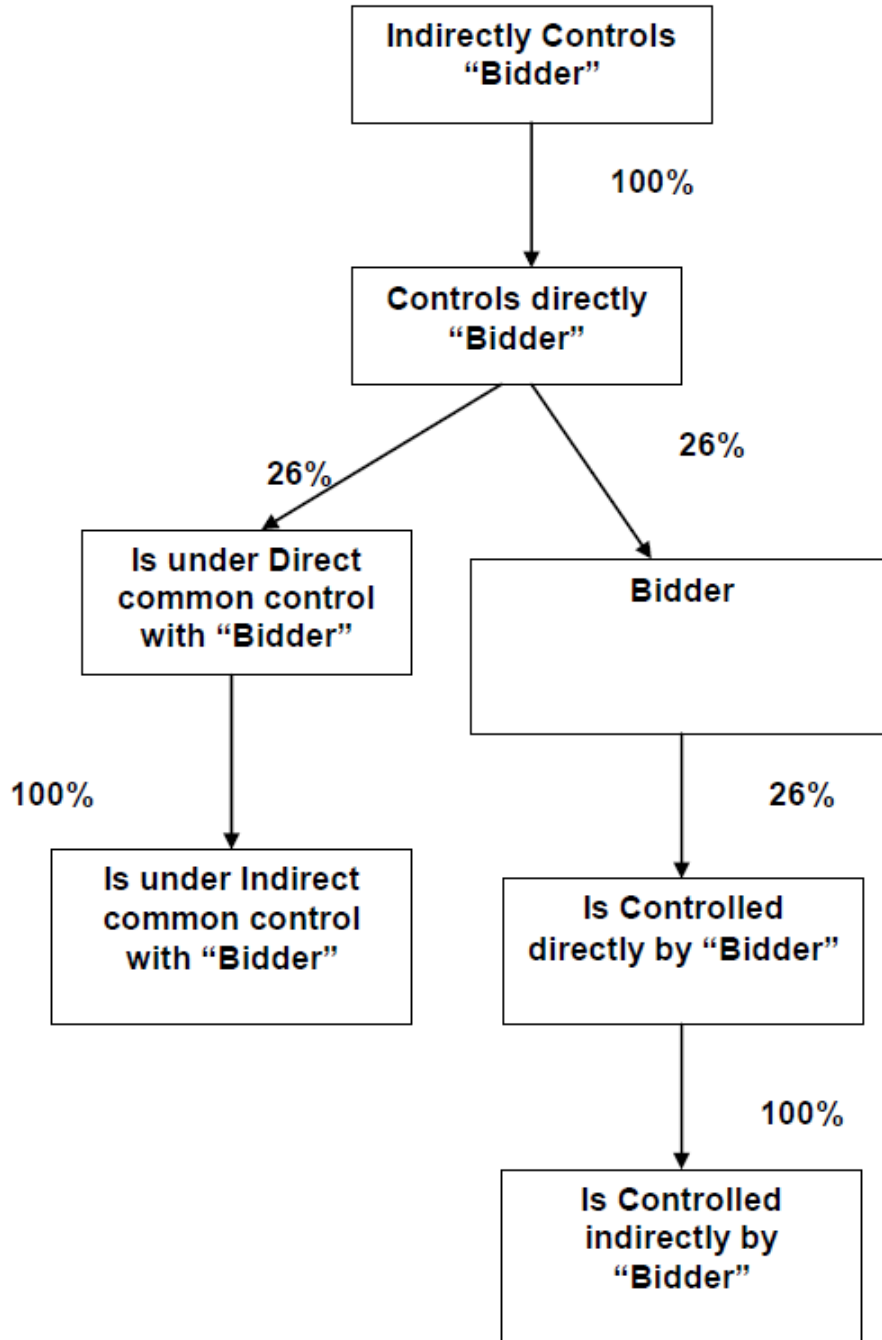 Indirectly Controls
“Bidder”
100%
Controls directly
“Bidder”
26%
26%
Is under Direct
common control
with “Bidder”
Bidder
100%
26%
Is under Indirect
common control
with “Bidder”
Is Controlled
directly by “Bidder”
100%
Is Controlled
indirectly by
“Bidder”